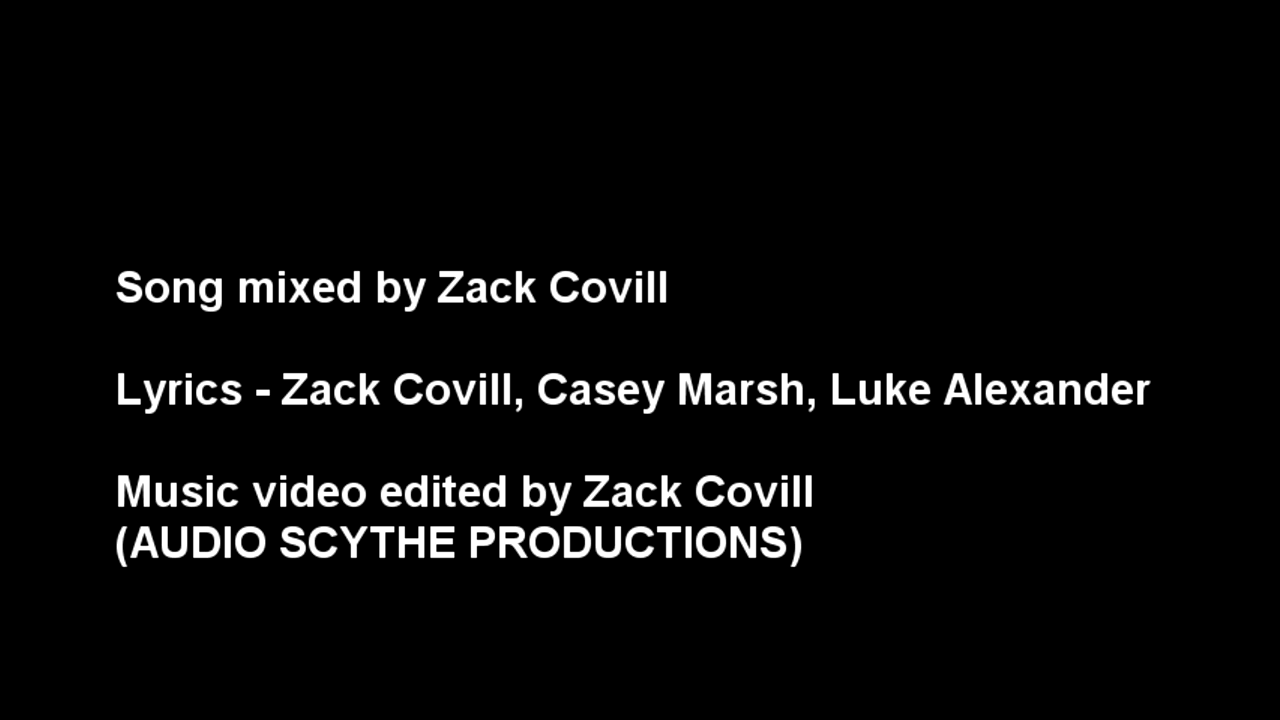 Song mixed by Zack Covill
Lyrics - Zack Covill, Casey Marsh, Luke Alexander
Music video edited by Zack Covill
(AUDIO SCYTHE PRODUCTIONS)